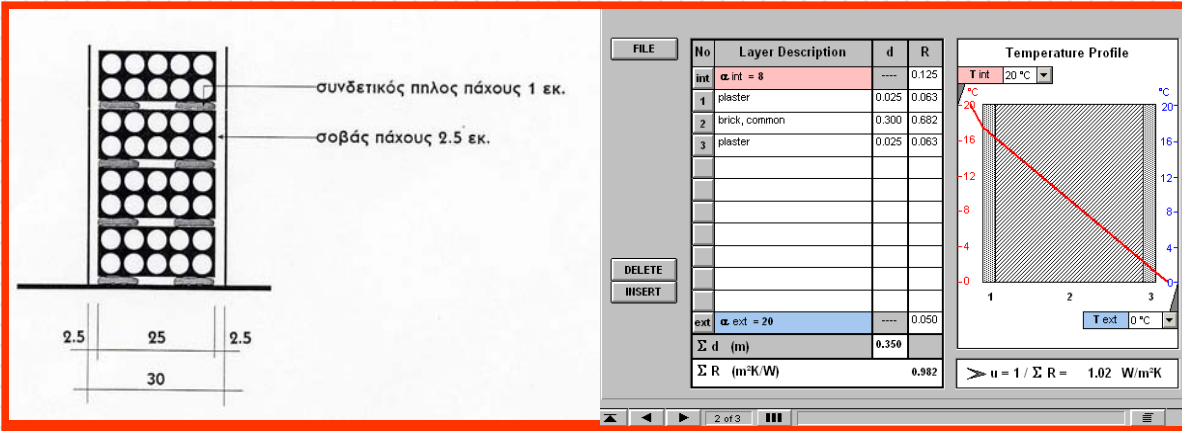 συνδετικός πηλος πάχους 1 εκ.
σοβάς πάχους 2.5 εκ.
2.5 25 2.5
30
FILE
DELETE
INSERT
No Layer Description d R
int α int = 8 ---- 0.125
1 plaster 0.025 0.063
2 brick, common 0.300 0.682
3 plaster 0.025 0.063
ext α ext = 20 ---- 0.050
Σ d (m) 0.350
Σ R (m²K/W) 0.982
Temperature Profile
T int 20 °C
°C °C
20 20
16 16
12 12
8 8
4 4
0 0
1 2 3
T ext 0 °C
u = 1 / Σ R = 1.02 W/m²K
2 of 3